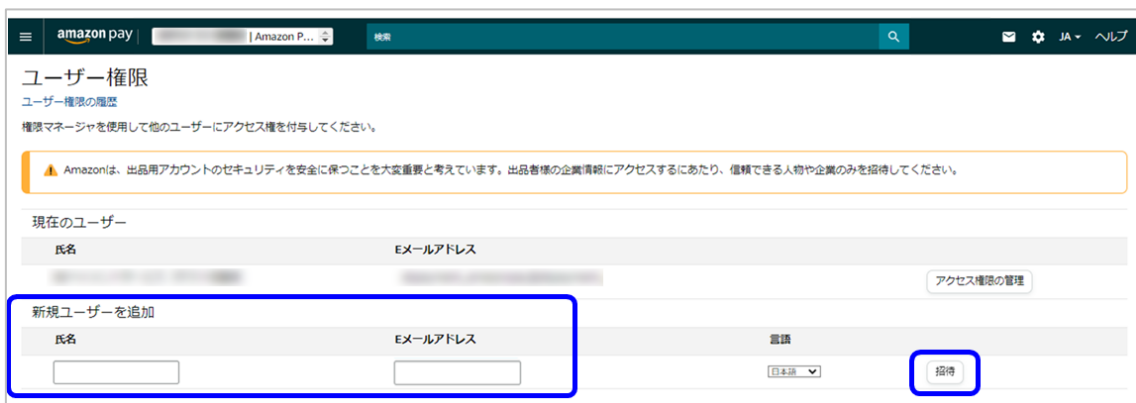 amazon pay
| Amazon P...
検索
JA
ヘルプ
ユーザー権限
ユーザー権限の履歴
権限マネージャを使用して他のユーザーにアクセス権を付与してください。
Amazonは、出品用アカウントのセキュリティを安全に保つことを大変重要と考えています。出品者様の企業情報にアクセスするにあたり、信頼できる人物や企業のみを招待してください。
現在のユーザー
氏名 Eメールアドレス
アクセス権限の管理
新規ユーザーを追加
氏名 Eメールアドレス 言語
日本語 招待